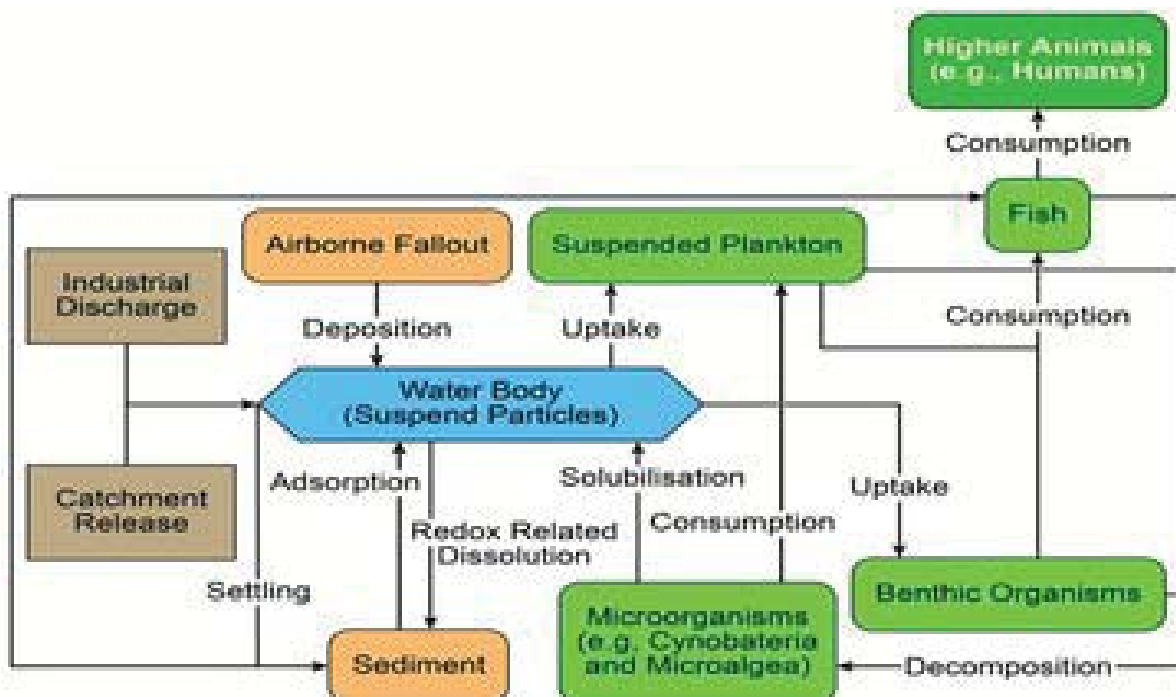 Higher Animals
(e.g., Humans)
Consumption
Fish
Airborne Fallout
Suspended Plankton
Industrial
Discharge
Consumption
Deposition
Uptake
Water Body
(Suspend Particles)
Adsorption
Solubilisation
Uptake
Catchment
Release
Consumption
Redox Related
Dissolution
Settling
Benthic Organisms
Microorganisms
(e.g. Cynobateria
and Microalgea)
Sediment
Decomposition